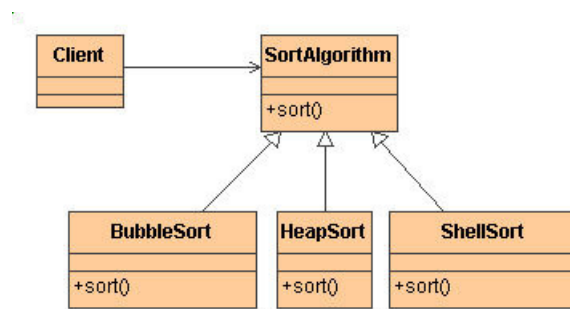 Client
SortAlgorithm
+sort()
BubbleSort
HeapSort
ShellSort
+sort()
+sort()
+sort()